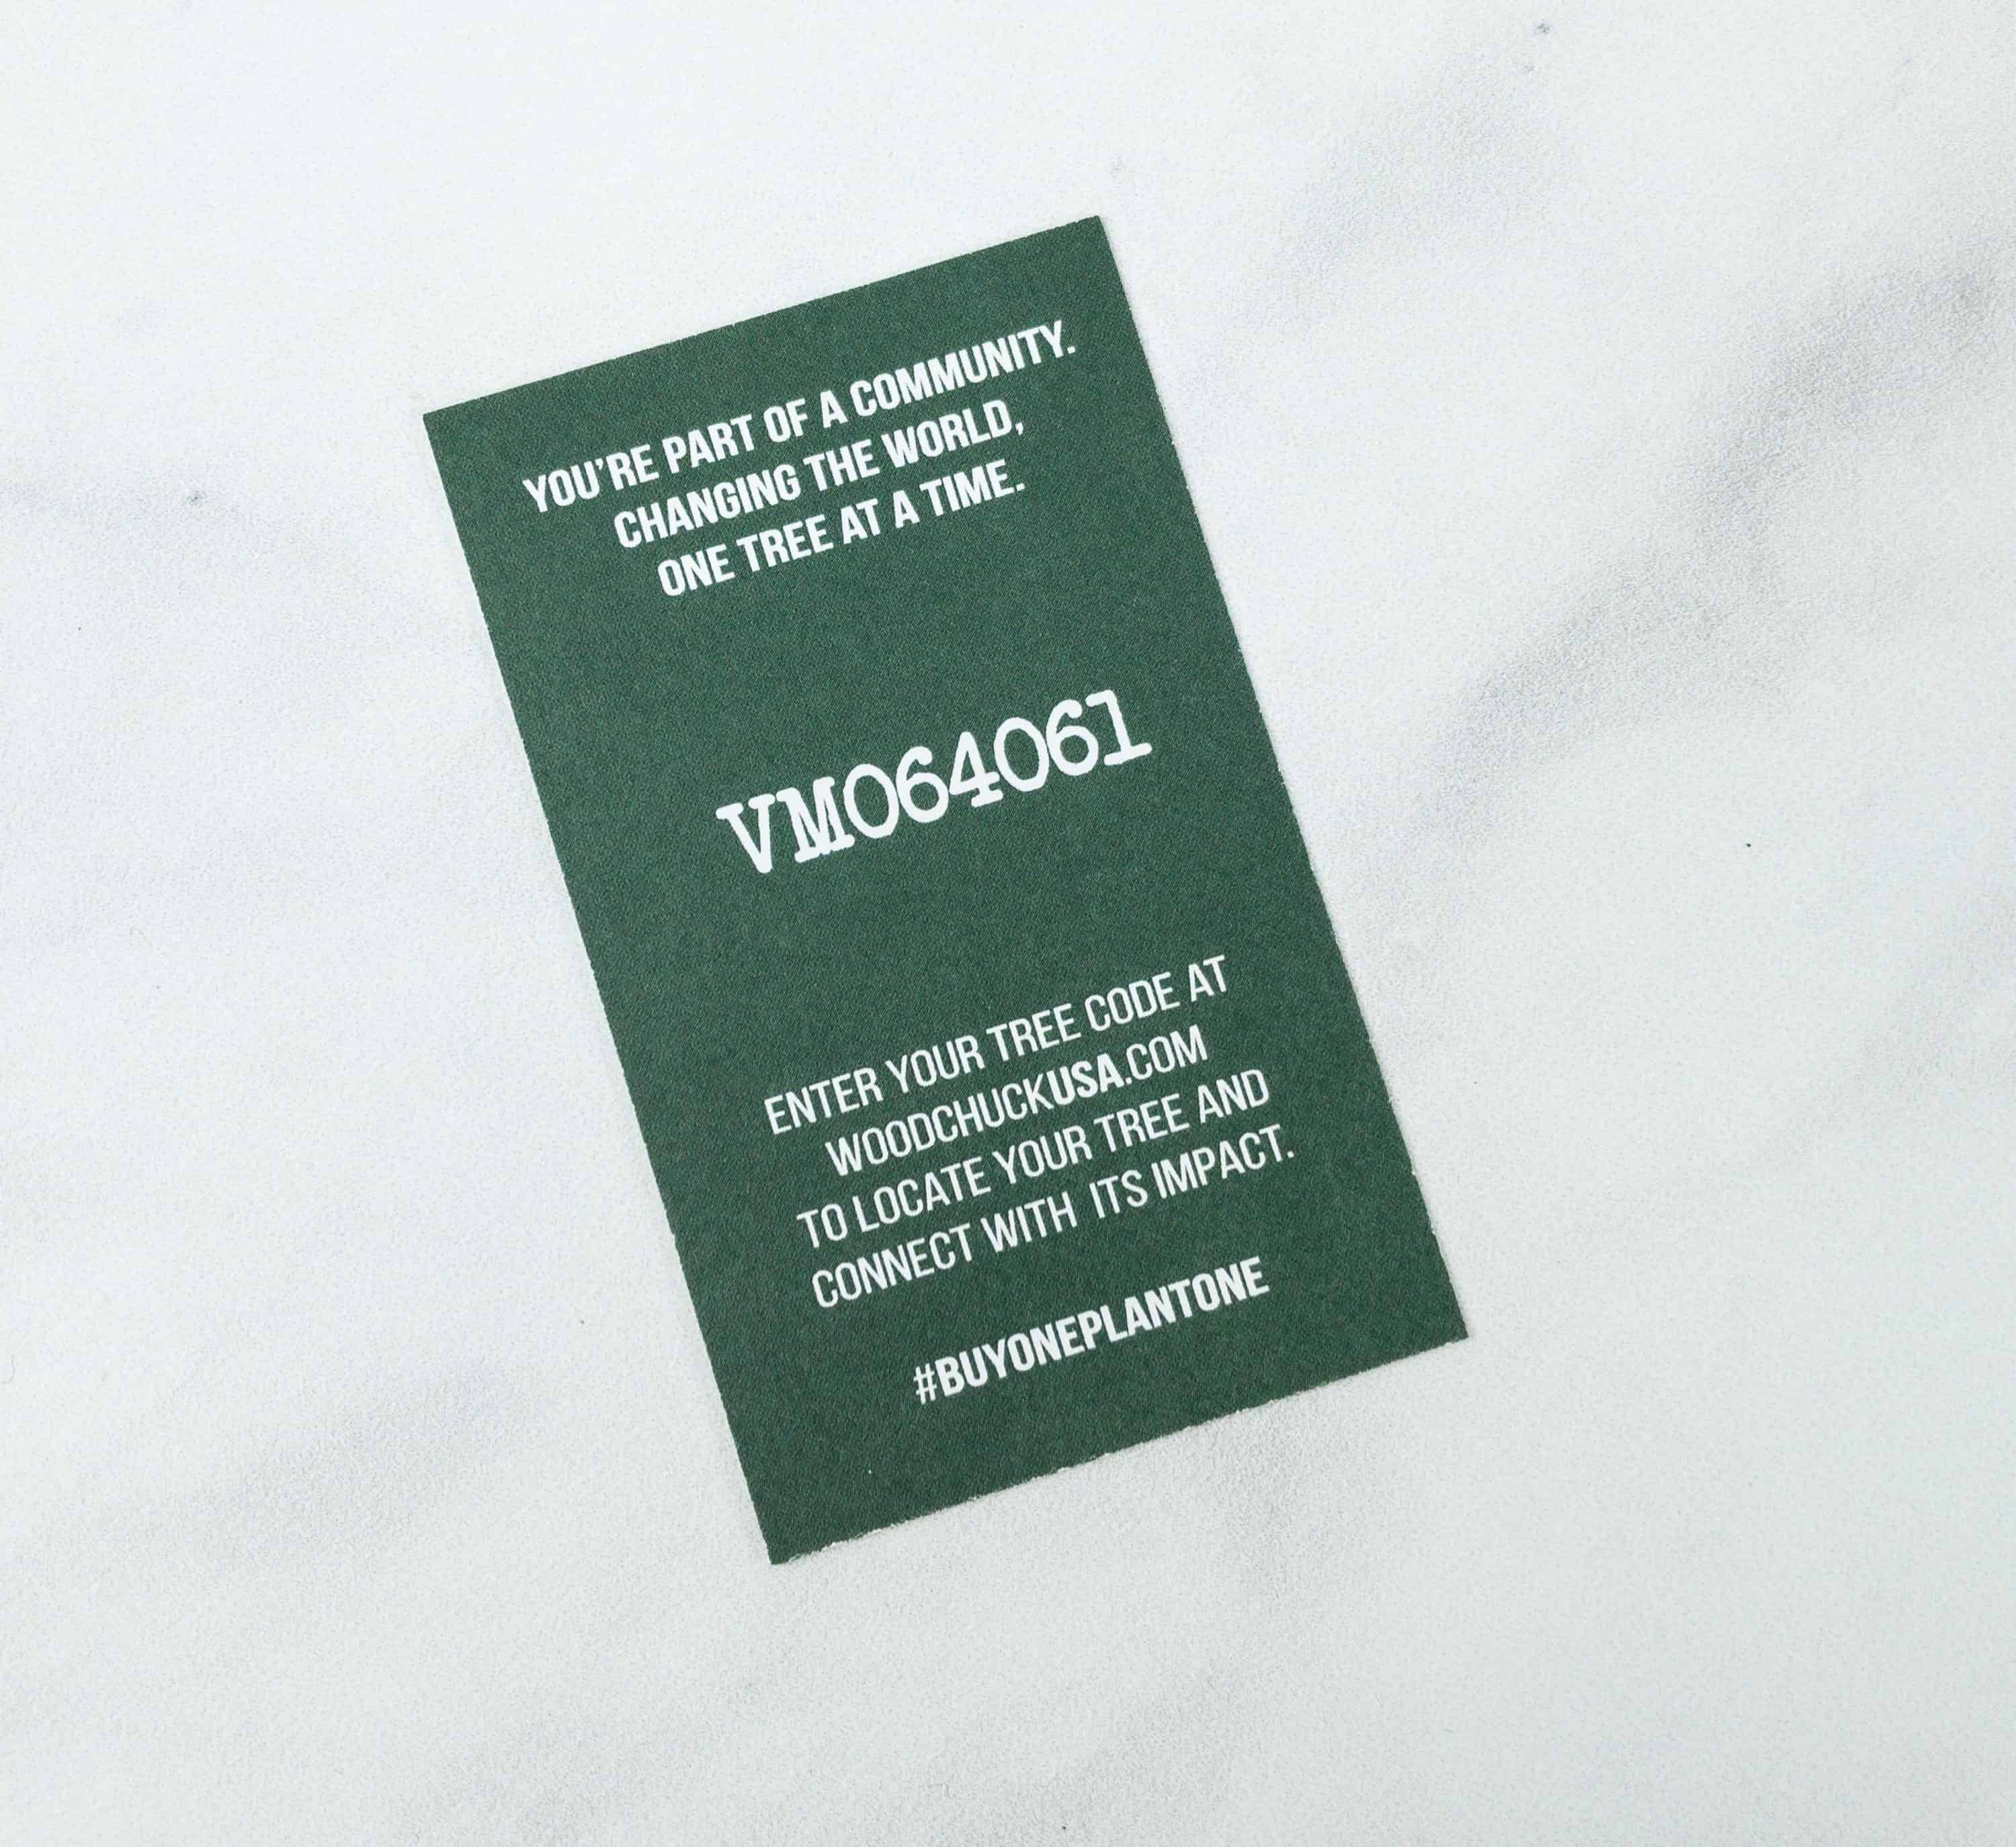 YOU'RE PART OF A COMMUNITY.
CHANGING THE WORLD,
ONE TREE AT A TIME.
VM064061
ENTER YOUR TREE CODE AT
WOODCHUCKUSA.COM
TO LOCATE YOUR TREE AND
CONNECT WITH ITS IMPACT.
#BUYONEPLANTONE